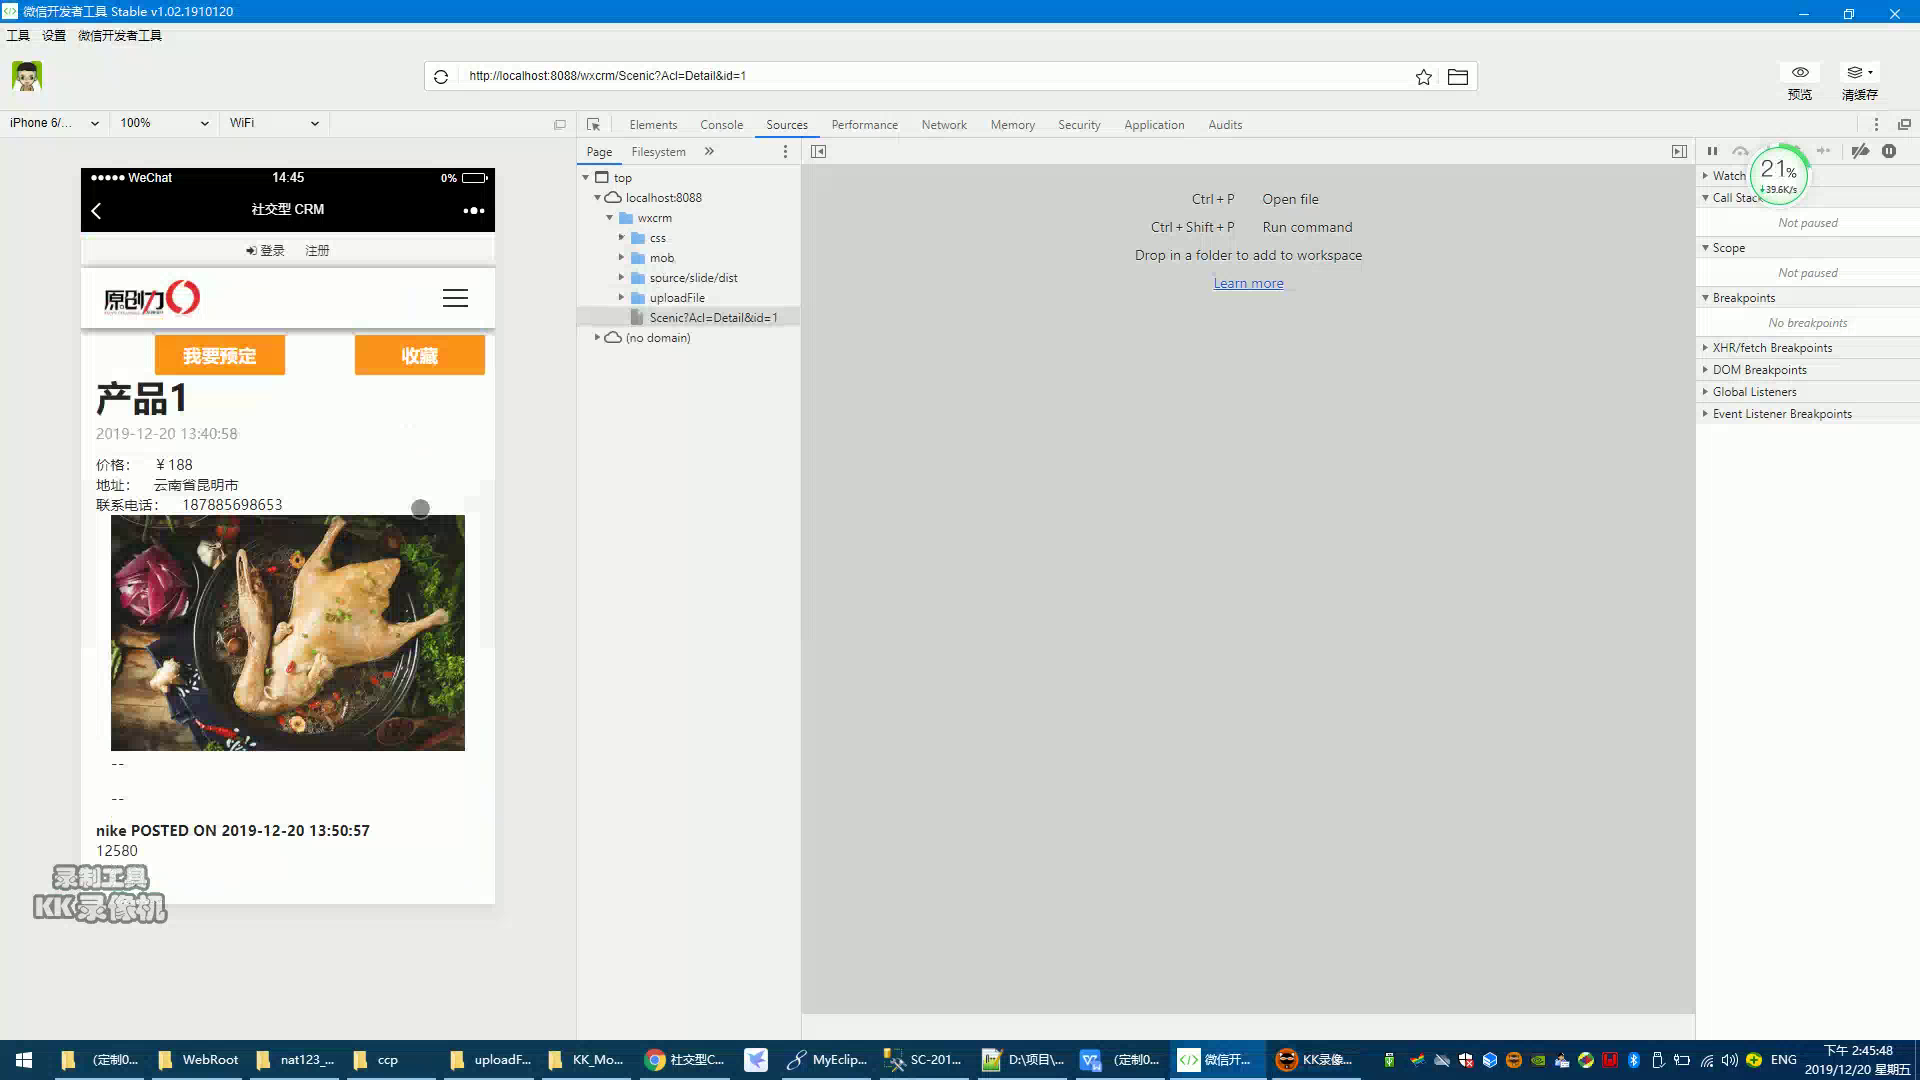 微信开发者工具 Stable v1.02.1910120
工具 设置 微信开发者工具
http://localhost:8088/wxcrm/Scenic?Acl=Detail&id=1
预览
清缓存
iPhone 6/... 100% WiFi
Elements Console Sources Performance Network Memory Security Application Audits
Page Filesystem »
WeChat 14:45 0%
社交型 CRM
登录 注册
原创力
我要预定 收藏
产品1
2019-12-20 13:40:58
价格： ￥188
地址： 云南省昆明市
联系电话： 187885698653
--
--
nike POSTED ON 2019-12-20 13:50:57
12580
录制工具
KK录像机
top
localhost:8088
wxcrm
css
mob
source/slide/dist
uploadFile
Scenic?Acl=Detail&id=1
(no domain)
Ctrl + P Open file
Ctrl + Shift + P Run command
Drop in a folder to add to workspace
Learn more
21%
39.6K/s
Watch
Call Stack
Not paused
Scope
Not paused
Breakpoints
No breakpoints
XHR/fetch Breakpoints
DOM Breakpoints
Global Listeners
Event Listener Breakpoints
(定制0... WebRoot nat123_... ccp uploadF... KK_Mo... 社交型C... MyEclip... SC-201... D:\项目\... (定制0... 微信开... KK录像... ENG
下午 2:45:48
2019/12/20 星期五